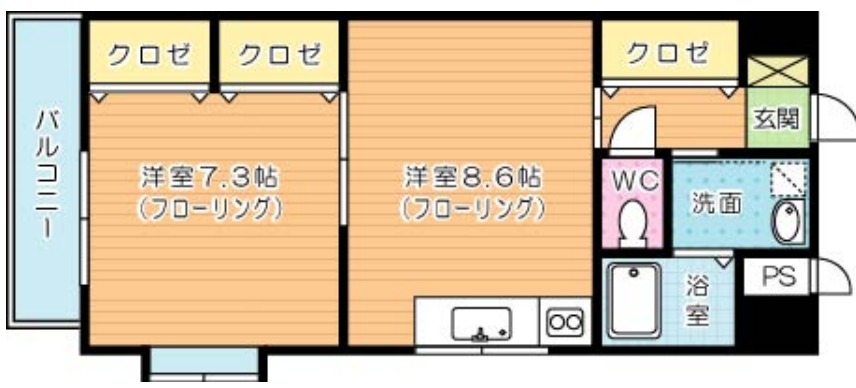 クロゼ
クロゼ
クロゼ
バルコニー
洋室7.3帖
(フローリング)
洋室8.6帖
(フローリング)
玄関
WC
洗面
浴室
PS